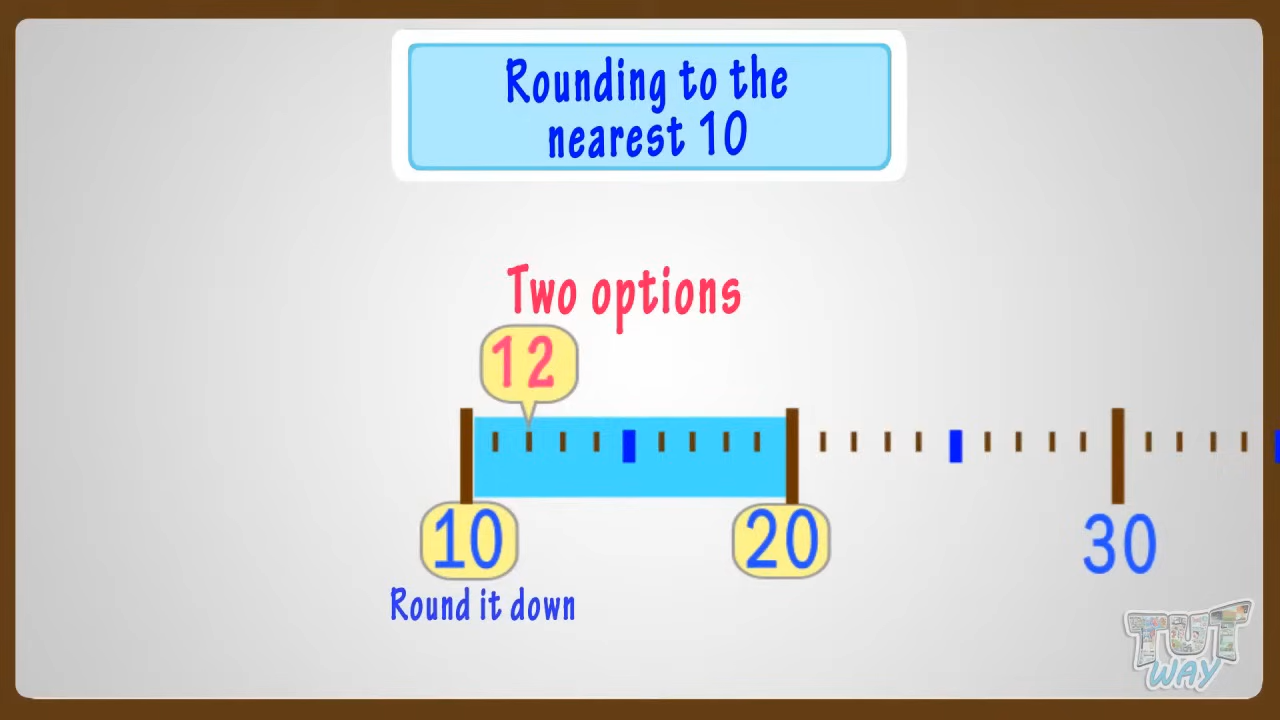 Rounding to the
nearest 10
Two options
12
10
20
30
Round it down
TUT
WAY